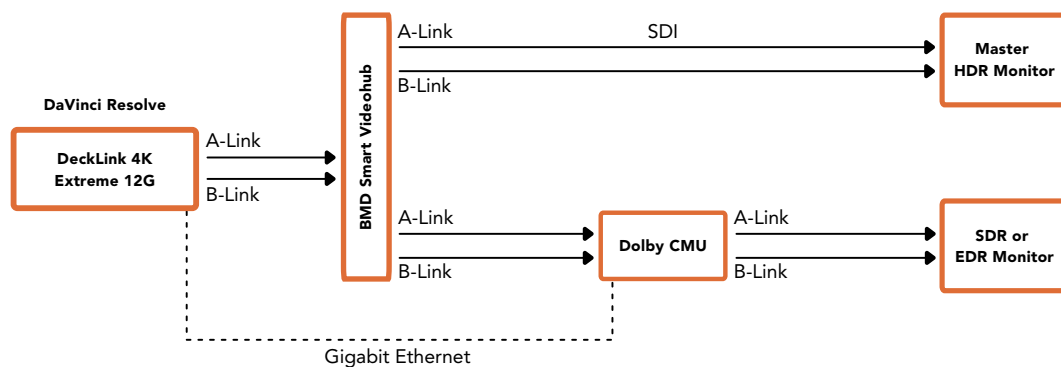 A-Link
SDI
Master
HDR Monitor
B-Link
DaVinci Resolve
DeckLink 4K
Extreme 12G
A-Link
B-Link
BMD Smart Videohub
A-Link
B-Link
Dolby CMU
A-Link
B-Link
SDR or
EDR Monitor
Gigabit Ethernet